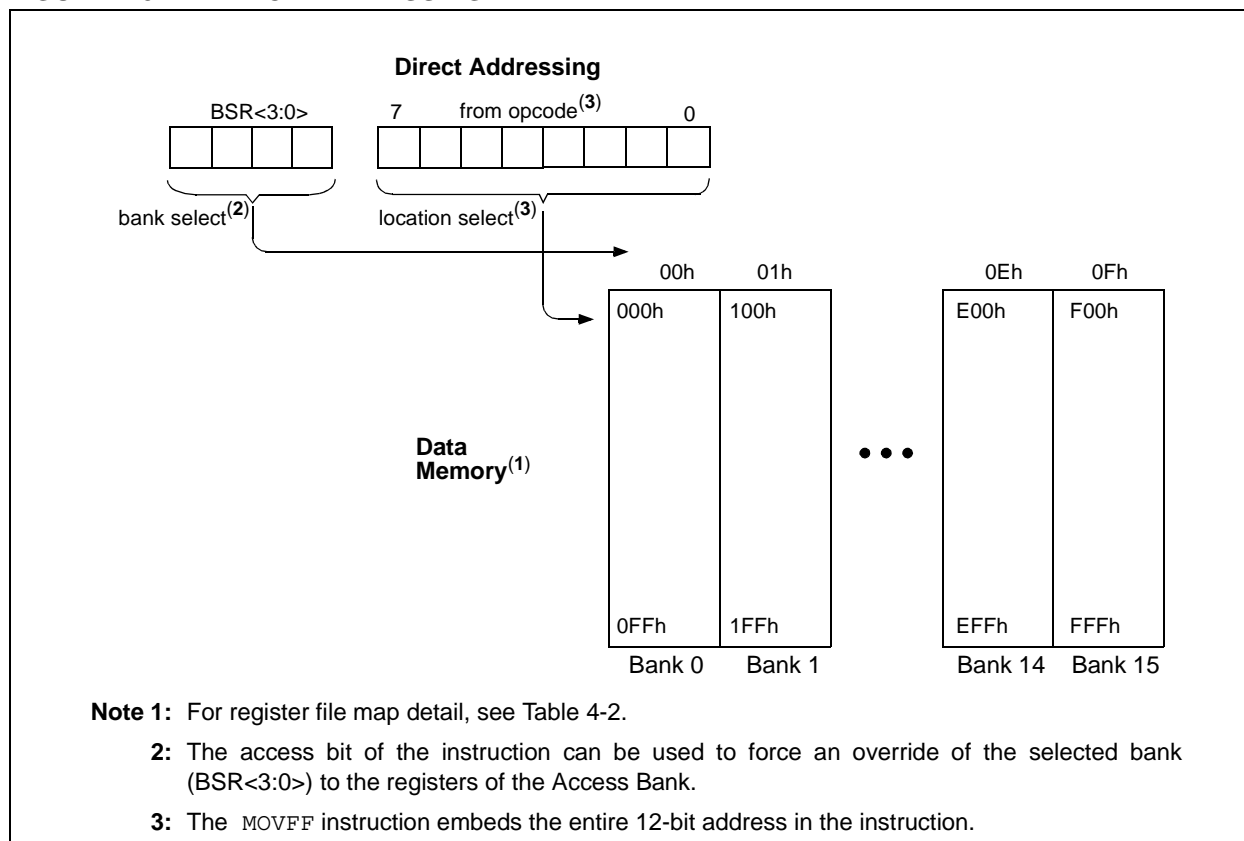 Direct Addressing
BSR<3:0>
7 from opcode(3) 0
bank select(2)
location select(3)
00h 01h 0Eh 0Fh
000h 100h E00h F00h
Data
Memory(1)
0FFh 1FFh EFFh FFFh
Bank 0 Bank 1 Bank 14 Bank 15
Note 1: For register file map detail, see Table 4-2.
2: The access bit of the instruction can be used to force an override of the selected bank
(BSR<3:0>) to the registers of the Access Bank.
3: The MOVFF instruction embeds the entire 12-bit address in the instruction.